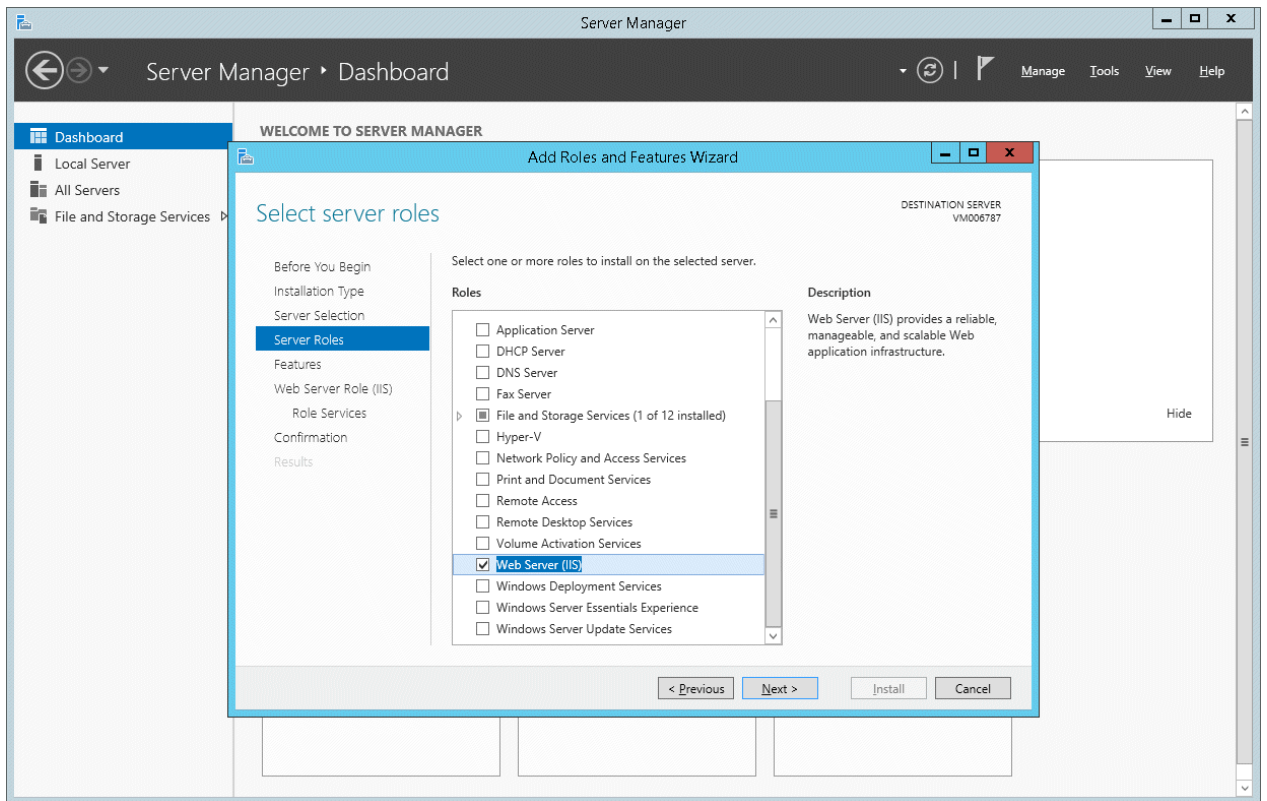 Server Manager
Server Manager ‣ Dashboard
Manage Tools View Help
Dashboard
Local Server
All Servers
File and Storage Services
WELCOME TO SERVER MANAGER
Add Roles and Features Wizard
Select server roles
DESTINATION SERVER
VM006787
Before You Begin
Installation Type
Server Selection
Server Roles
Features
Web Server Role (IIS)
Role Services
Confirmation
Results
Select one or more roles to install on the selected server.
Roles
Application Server
DHCP Server
DNS Server
Fax Server
File and Storage Services (1 of 12 installed)
Hyper-V
Network Policy and Access Services
Print and Document Services
Remote Access
Remote Desktop Services
Volume Activation Services
Web Server (IIS)
Windows Deployment Services
Windows Server Essentials Experience
Windows Server Update Services
Description
Web Server (IIS) provides a reliable,
manageable, and scalable Web
application infrastructure.
Hide
< Previous
Next >
Install
Cancel